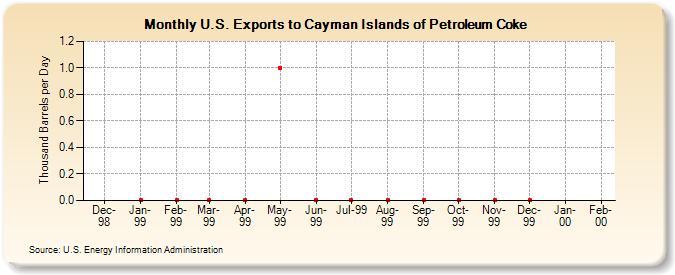 Monthly U.S. Exports to Cayman Islands of Petroleum Coke
Thousand Barrels per Day
1.2
1.0
0.8
0.6
0.4
0.2
0.0
Dec-98 Jan-99 Feb-99 Mar-99 Apr-99 May-99 Jun-99 Jul-99 Aug-99 Sep-99 Oct-99 Nov-99 Dec-99 Jan-00 Feb-00
Source: U.S. Energy Information Administration